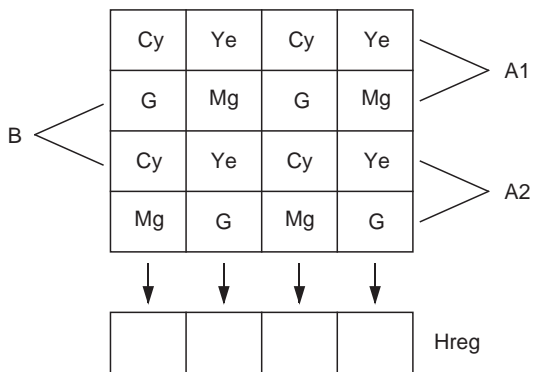 Cy Ye Cy Ye
A1
G Mg G Mg
B
Cy Ye Cy Ye
A2
Mg G Mg G
Hreg